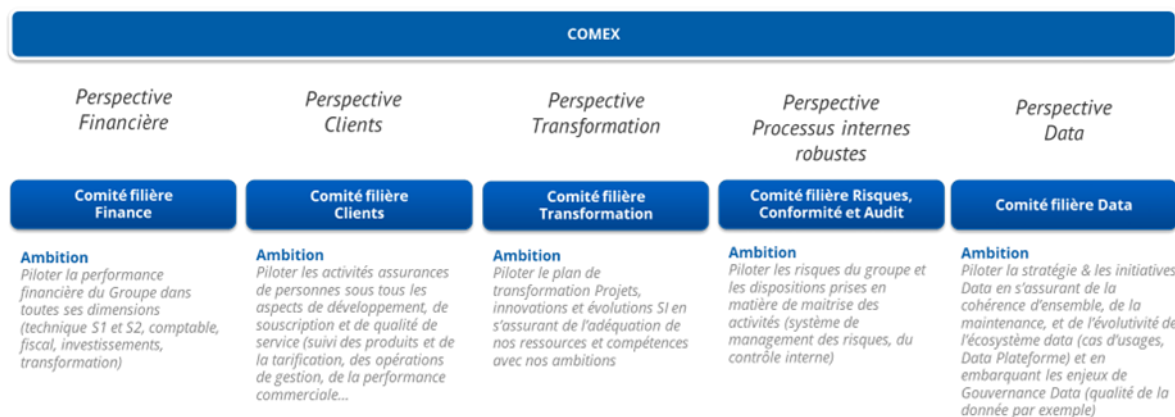 COMEX
Perspective
Financière
Perspective
Clients
Perspective
Transformation
Perspective
Processus internes
robustes
Perspective
Data
Comité filière
Finance
Comité filière
Clients
Comité filière
Transformation
Comité filière Risques,
Conformité et Audit
Comité filière Data
Ambition
Piloter la performance
financière du Groupe dans
toutes ses dimensions
(technique S1 et S2, comptable,
fiscal, investissements,
transformation)
Ambition
Piloter les activités assurances
de personnes sous tous les
aspects de développement, de
souscription et de qualité de
service (suivi des produits et de
la tarification, des opérations
de gestion, de la performance
commerciale...
Ambition
Piloter le plan de
transformation Projets,
innovations et évolutions SI en
s'assurant de l'adéquation de
nos ressources et compétences
avec nos ambitions
Ambition
Piloter les risques du groupe et
les dispositions prises en
matière de maitrise des
activités (système de
management des risques, du
contrôle interne)
Ambition
Piloter la stratégie & les initiatives
Data en s'assurant de la
cohérence d'ensemble, de la
maintenance, et de l'évolutivité de
l'écosystème data (cas d'usages,
Data Plateforme) et en
embarquant les enjeux de
Gouvernance Data (qualité de la
donnée par exemple)